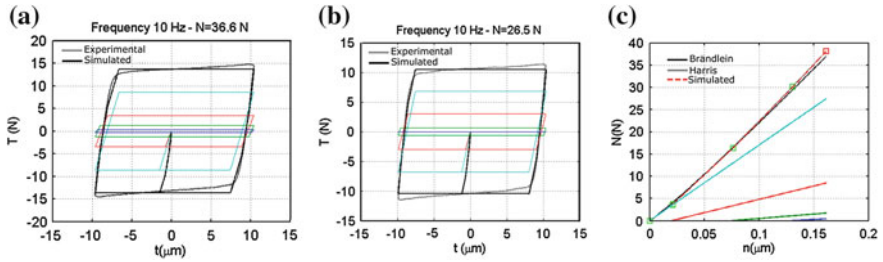 (a)
Frequency 10 Hz - N=36.6 N
Experimental
Simulated
T (N)
20
15
10
5
0
-5
-10
-15
-20
-15
-10
-5
0
5
10
15
t(μm)
(b)
Frequency 10 Hz - N=26.5 N
Experimental
Simulated
T (N)
15
10
5
0
-5
-10
-15
-15
-10
-5
0
5
10
15
t (μm)
(c)
Brändlein
Harris
Simulated
N(N)
40
35
30
25
20
15
10
5
0
0
0.05
0.1
0.15
0.2
n(μm)